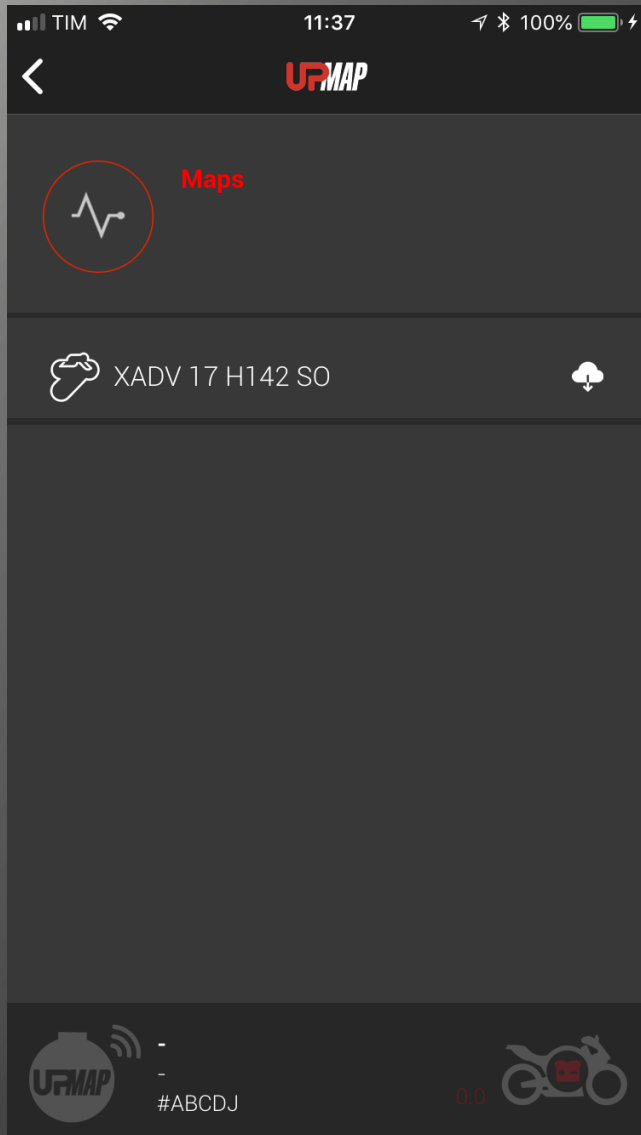 TIM 11:37 100%
UPMAP
Maps
XADV 17 H142 SO
-
-
UPMAP
#ABCDJ
0.0